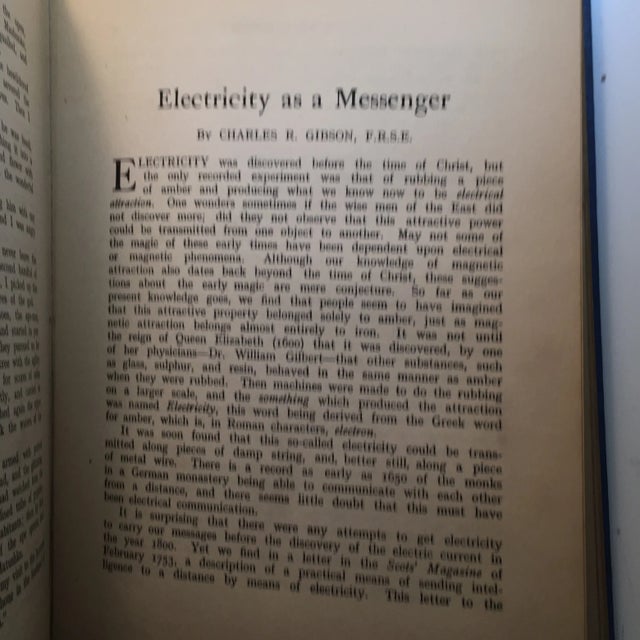 Electricity as a Messenger
By CHARLES R. GIBSON, F.R.S.E.
ELECTRICITY was discovered before the time of Christ, but
the only recorded experiment was that of rubbing a piece
of amber and producing what we know now to be electrical
attraction. One wonders sometimes if the wise men of the East did
not discover more; did they not observe that this attractive power
could be transmitted from one object to another. May not some of
the magic of these early times have been dependent upon electrical
or magnetic phenomena. Although our knowledge of magnetic
attraction also dates back beyond the time of Christ, these sugges-
tions about the early magic are mere conjecture. So far as our
present knowledge goes, we find that people seem to have imagined
that this attractive property belonged solely to amber, just as mag-
netic attraction belongs almost entirely to iron. It was not until
the reign of Queen Elizabeth (1600) that it was discovered, by one
of her physicians—Dr. William Gilbert—that other substances, such
as glass, sulphur, and resin, behaved in the same manner as amber
when they were rubbed. Then machines were made to do the rubbing
on a larger scale, and the something which produced the attraction
was named Electricity, this word being derived from the Greek word
for amber, which is, in Roman characters, electron.
It was soon found that this so-called electricity could be trans-
mitted along pieces of damp string, and, better still, along a piece
of metal wire. There is a record as early as 1650 of the monks
in a German monastery being able to communicate with each other
from a distance, and there seems little doubt that this must have
been electrical communication.
It is surprising that there were any attempts to get electricity
to carry our messages before the discovery of the electric current in
the year 1800. Yet we find in a letter in the Scots' Magazine of
February 1753, a description of a practical means of sending intel-
ligence to a distance by means of electricity. This letter to the